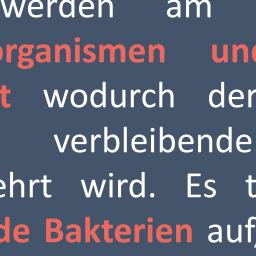 werden am
organismen und
t wodurch der
verbleibende
ehrt wird. Es t
de Bakterien auf,